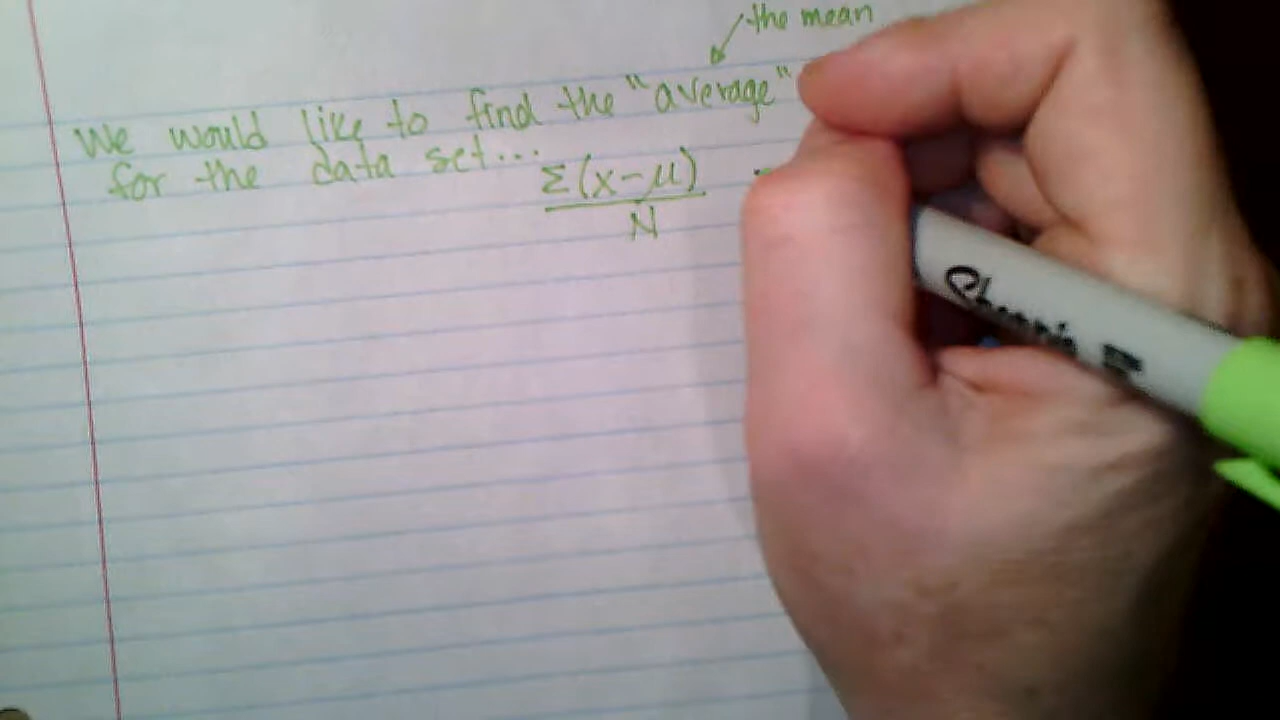 the mean
We would like to find the "average"
for the data set...
Σ(x-μ)
N
Sharpie